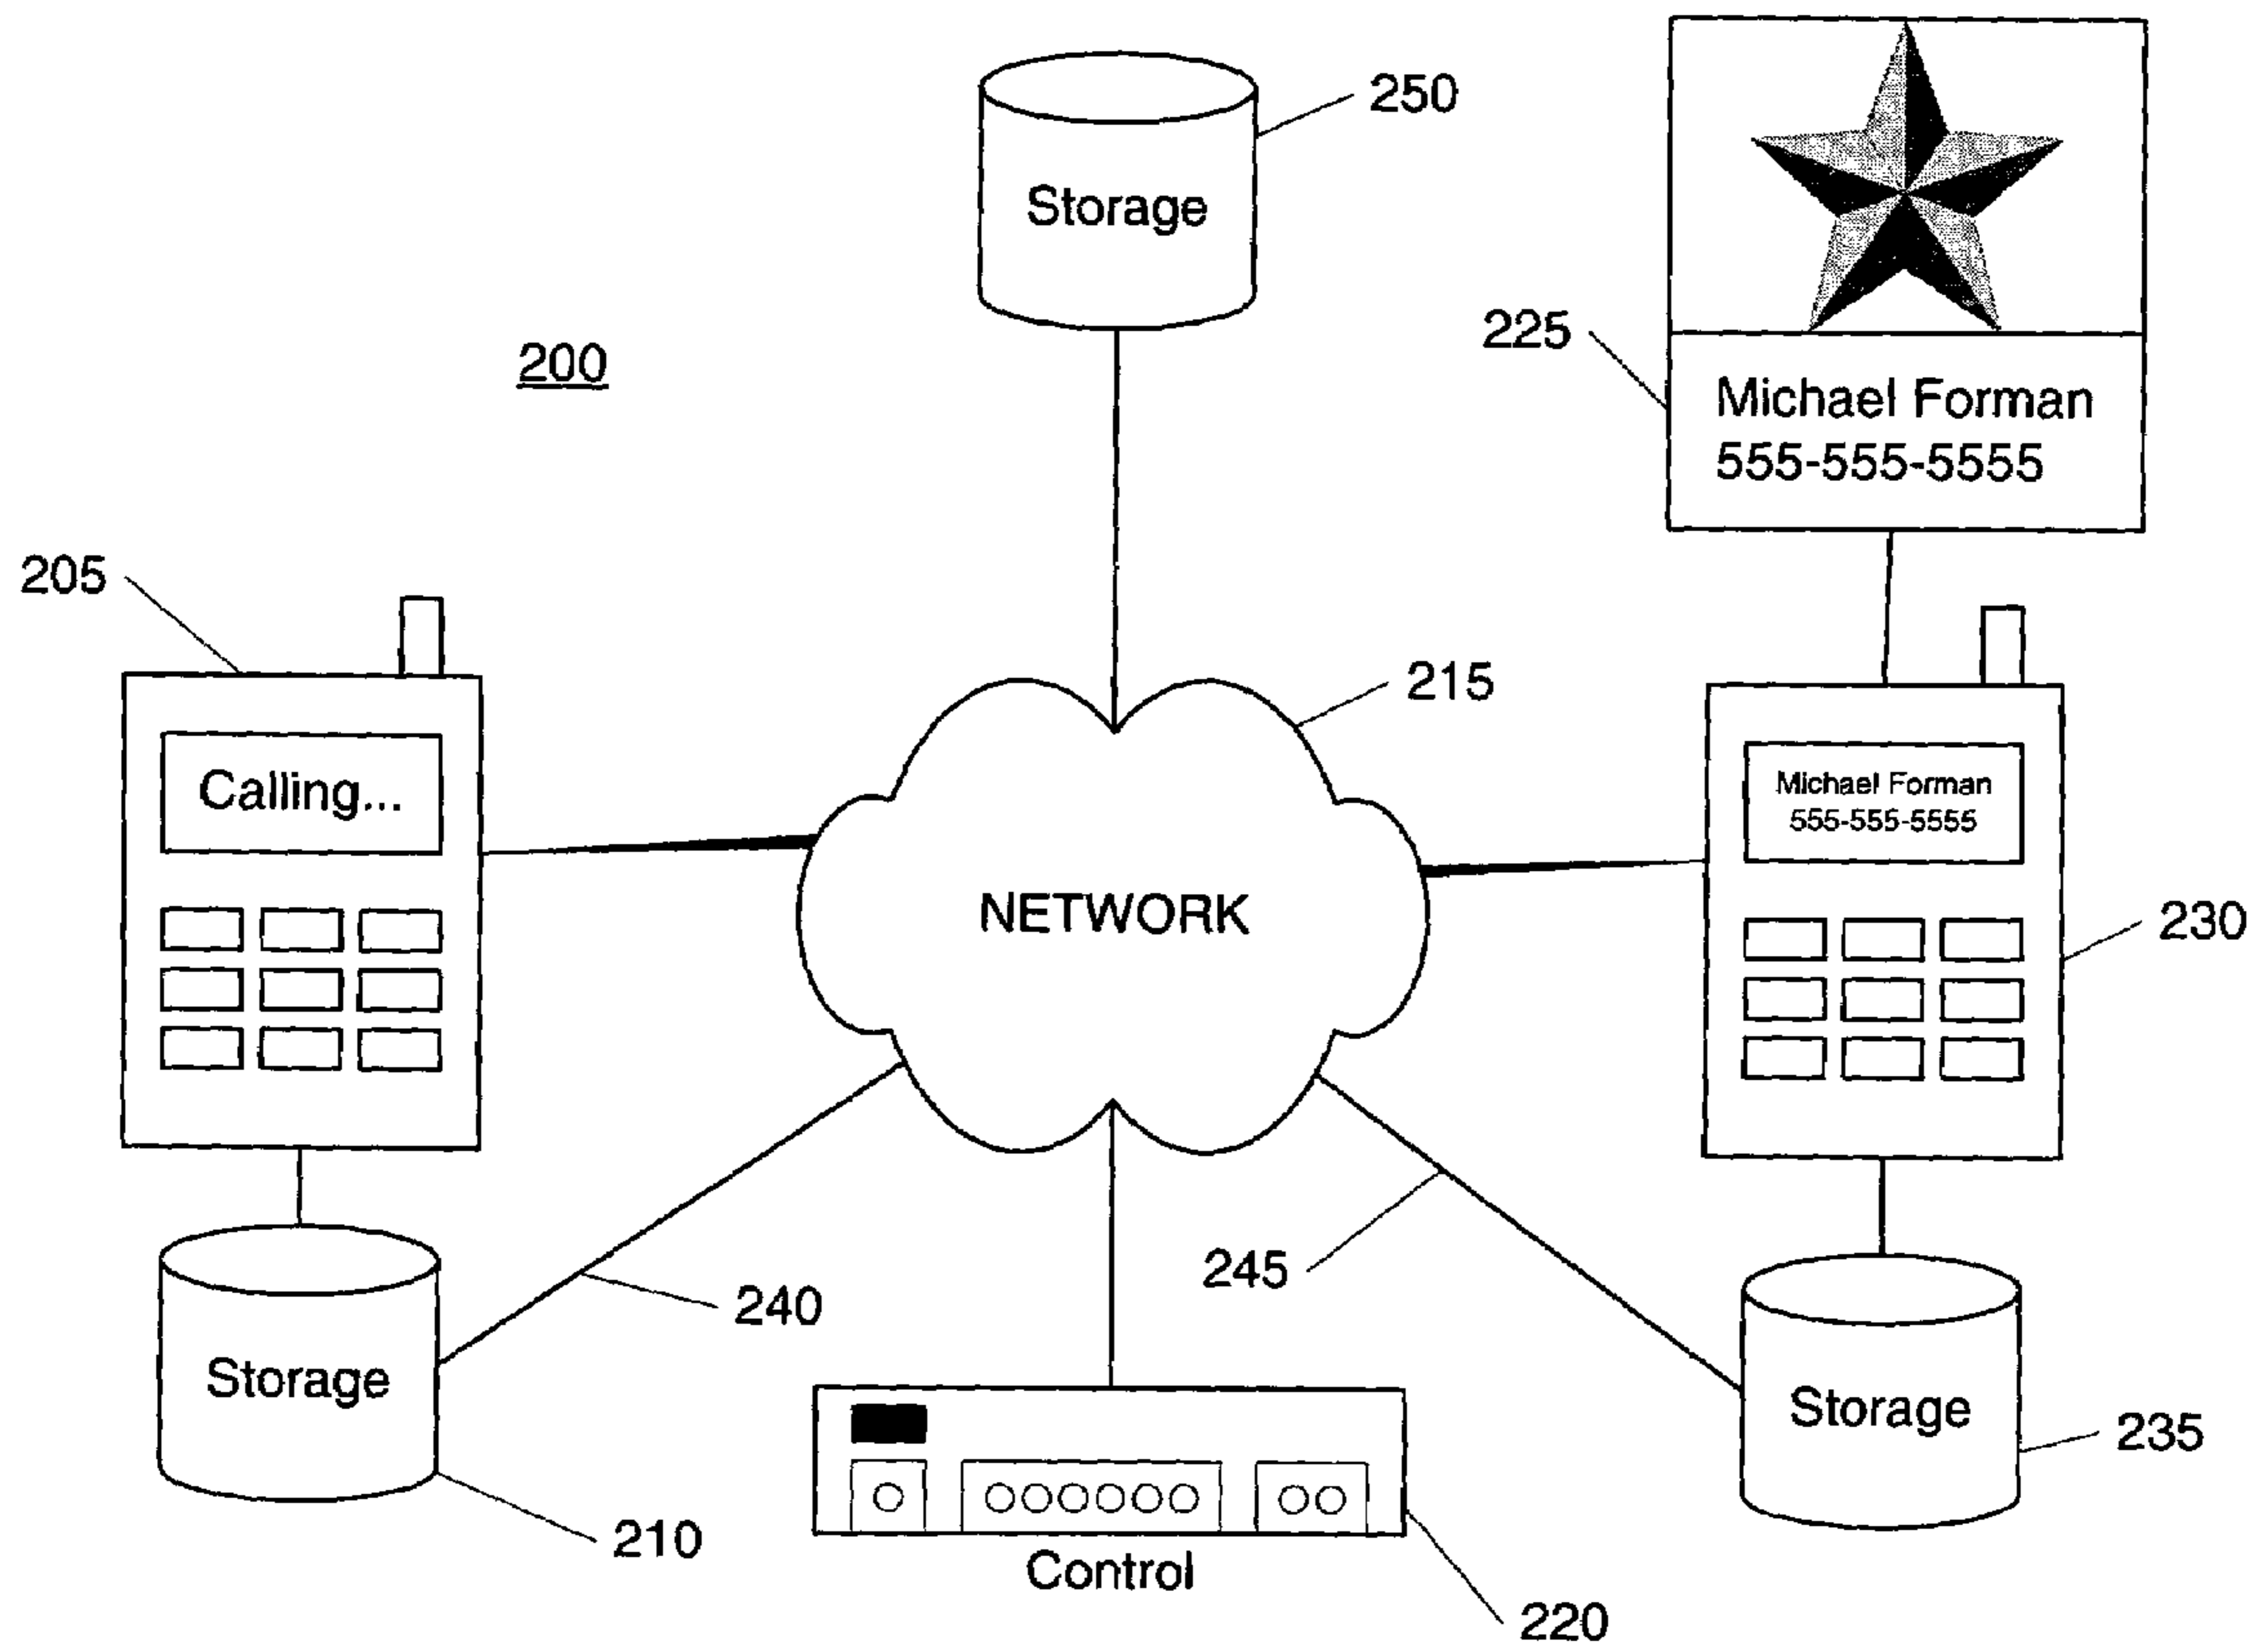 250
Storage
200
225
Michael Forman
555-555-5555
205
Calling...
215
NETWORK
Michael Forman
555-555-5555
230
240
245
Storage
210
Storage
235
Control
220